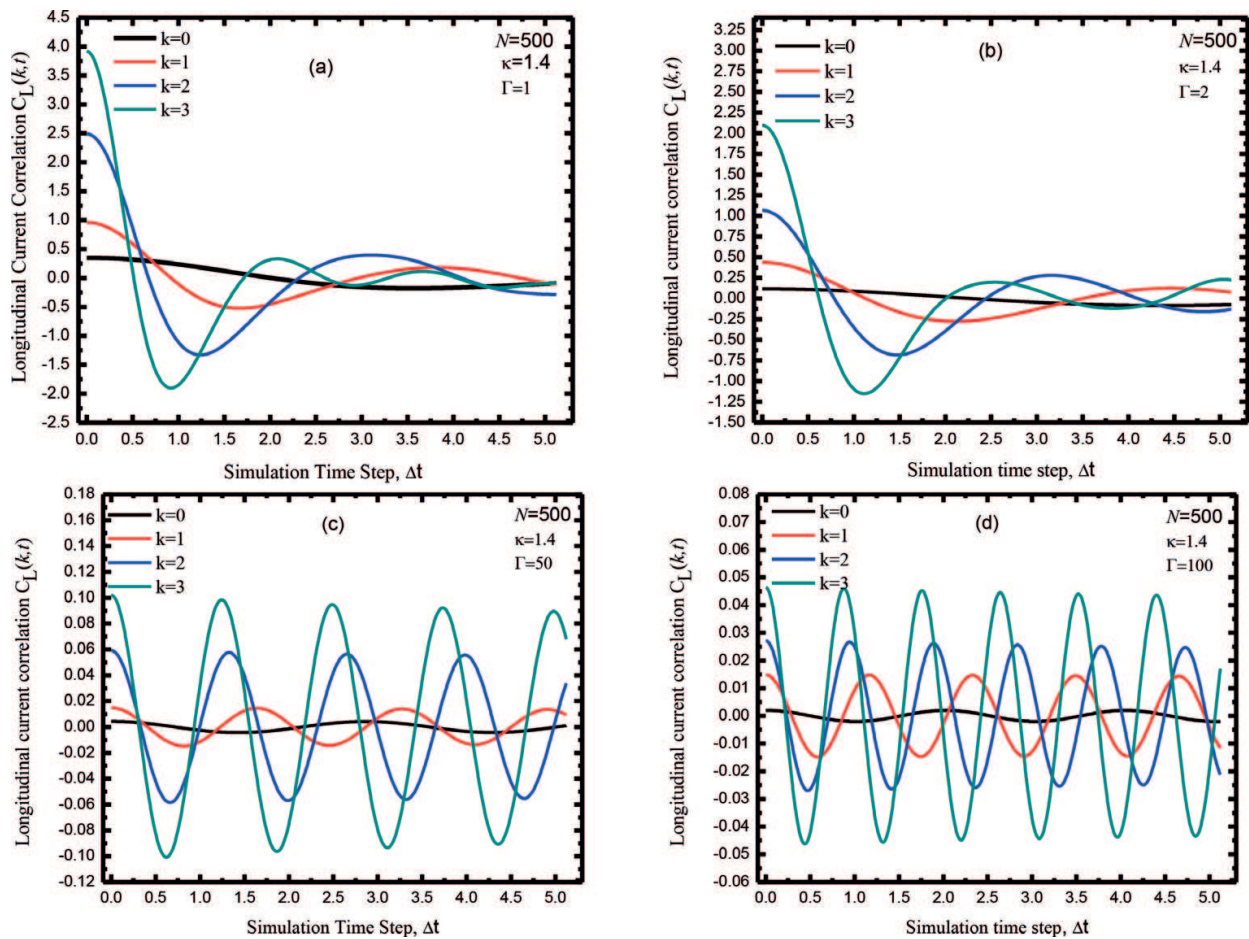 (a)
k=0
k=1
k=2
k=3
N=500
κ=1.4
Γ=1
4.5
4.0
3.5
3.0
2.5
2.0
1.5
1.0
0.5
0.0
-0.5
-1.0
-1.5
-2.0
-2.5
Longitudinal Current Correlation C_L(k,t)
0.0 0.5 1.0 1.5 2.0 2.5 3.0 3.5 4.0 4.5 5.0
Simulation Time Step, Δt
(b)
k=0
k=1
k=2
k=3
N=500
κ=1.4
Γ=2
3.25
3.00
2.75
2.50
2.25
2.00
1.75
1.50
1.25
1.00
0.75
0.50
0.25
0.00
-0.25
-0.50
-0.75
-1.00
-1.25
-1.50
Longitudinal current correlation C_L(k,t)
0.0 0.5 1.0 1.5 2.0 2.5 3.0 3.5 4.0 4.5 5.0
Simulation time step, Δt
(c)
k=0
k=1
k=2
k=3
N=500
κ=1.4
Γ=50
0.18
0.16
0.14
0.12
0.10
0.08
0.06
0.04
0.02
0.00
-0.02
-0.04
-0.06
-0.08
-0.10
-0.12
Longitudinal current correlation C_L(k,t)
0.0 0.5 1.0 1.5 2.0 2.5 3.0 3.5 4.0 4.5 5.0
Simulation Time Step, Δt
(d)
k=0
k=1
k=2
k=3
N=500
κ=1.4
Γ=100
0.08
0.07
0.06
0.05
0.04
0.03
0.02
0.01
0.00
-0.01
-0.02
-0.03
-0.04
-0.05
-0.06
Longitudinal current correlation C_L(k,t)
0.0 0.5 1.0 1.5 2.0 2.5 3.0 3.5 4.0 4.5 5.0
Simulation time step, Δt